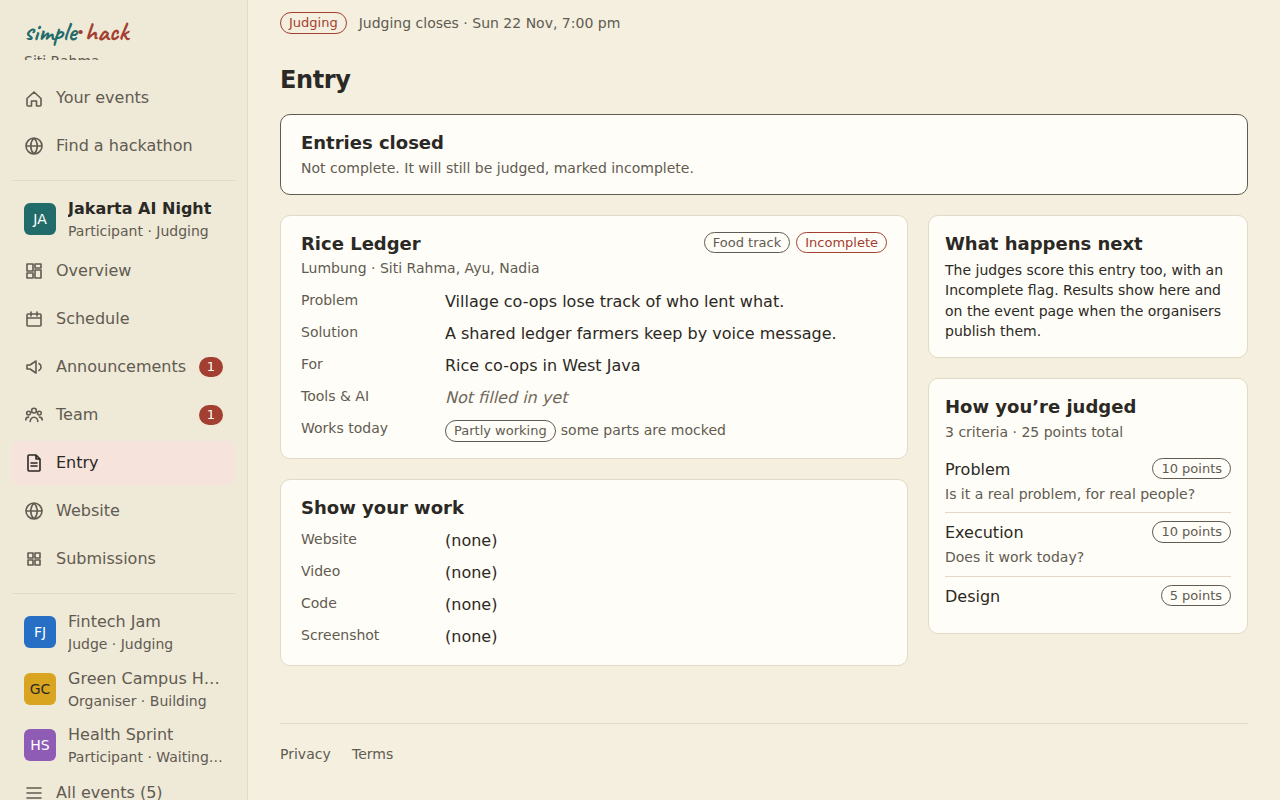 simple·hack
Siti Rahma
Your events
Find a hackathon
JA
Jakarta AI Night
Participant · Judging
Overview
Schedule
Announcements 1
Team 1
Entry
Website
Submissions
FJ
Fintech Jam
Judge · Judging
GC
Green Campus H…
Organiser · Building
HS
Health Sprint
Participant · Waiting…
All events (5)
Judging Judging closes · Sun 22 Nov, 7:00 pm
Entry
Entries closed
Not complete. It will still be judged, marked incomplete.
Rice Ledger Food track Incomplete
Lumbung · Siti Rahma, Ayu, Nadia
Problem Village co-ops lose track of who lent what.
Solution A shared ledger farmers keep by voice message.
For Rice co-ops in West Java
Tools & AI Not filled in yet
Works today Partly working some parts are mocked
Show your work
Website (none)
Video (none)
Code (none)
Screenshot (none)
What happens next
The judges score this entry too, with an
Incomplete flag. Results show here and
on the event page when the organisers
publish them.
How you’re judged
3 criteria · 25 points total
Problem 10 points
Is it a real problem, for real people?
Execution 10 points
Does it work today?
Design 5 points
Privacy Terms